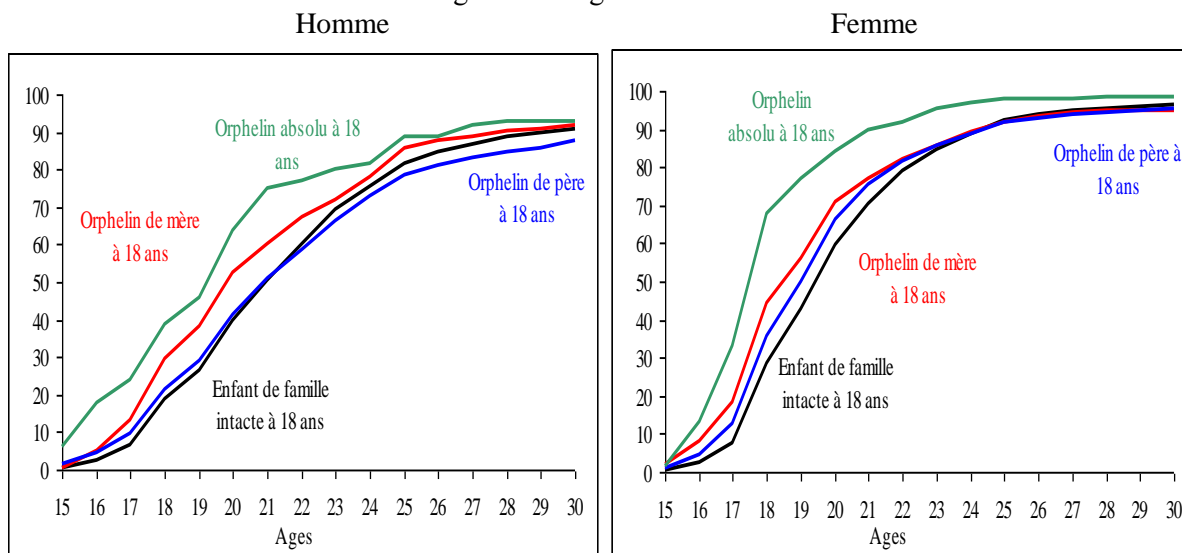 Homme
Femme
100
90
80
70
60
50
40
30
20
10
0
Orphelin absolu à 18
ans
Orphelin de mère
à 18 ans
Orphelin de père
à 18 ans
Enfant de famille
intacte à 18 ans
15 16 17 18 19 20 21 22 23 24 25 26 27 28 29 30
Ages
100
90
80
70
60
50
40
30
20
10
0
Orphelin
absolu à 18 ans
Orphelin de père à
18 ans
Orphelin de mère
à 18 ans
Enfant de famille
intacte à 18 ans
15 16 17 18 19 20 21 22 23 24 25 26 27 28 29 30
Ages